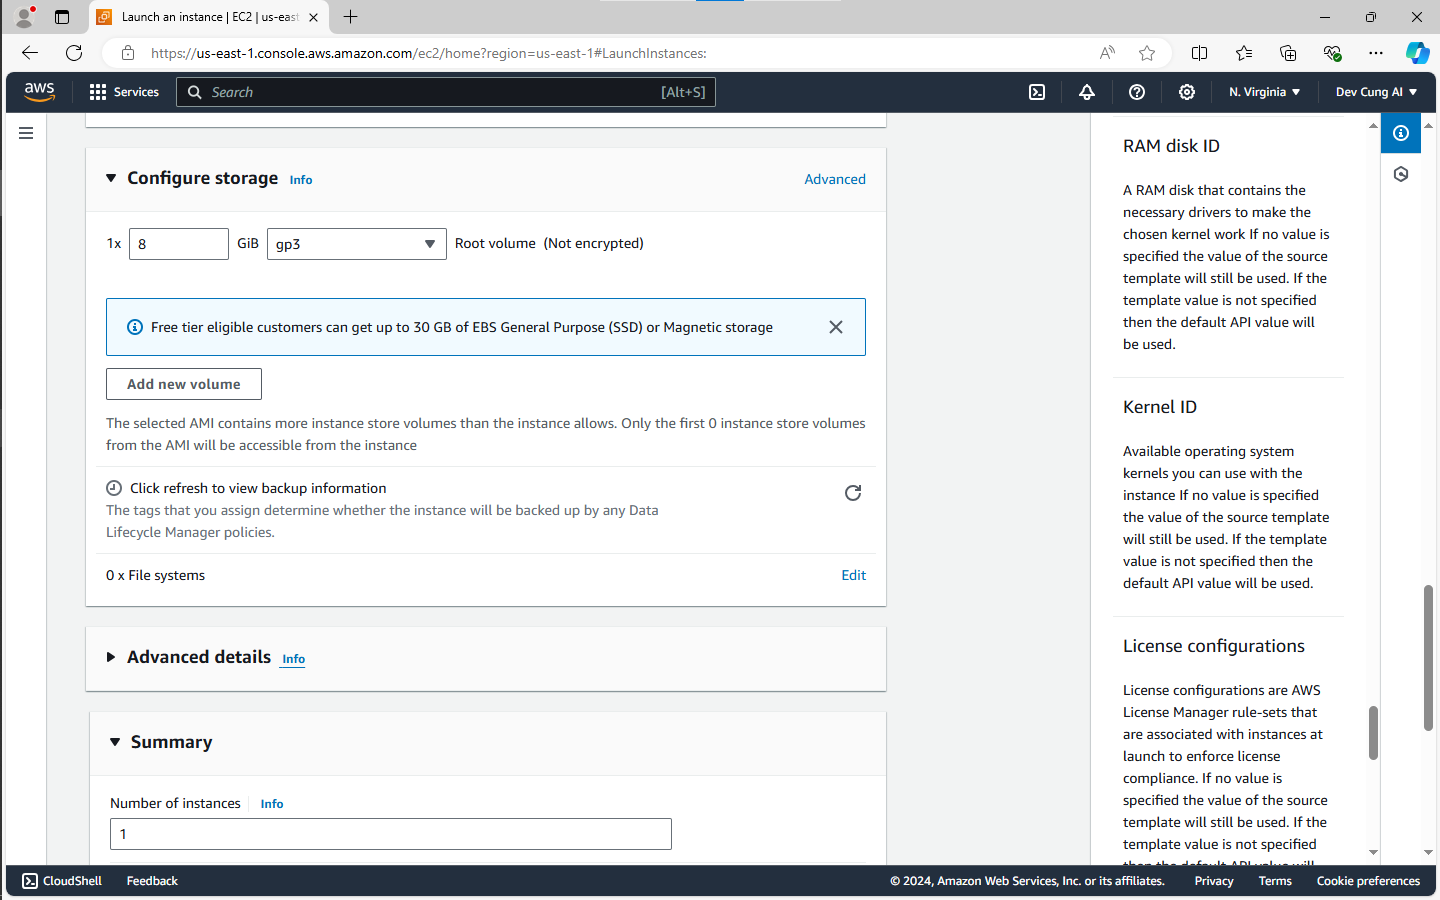 Launch an instance | EC2 | us-east
https://us-east-1.console.aws.amazon.com/ec2/home?region=us-east-1#LaunchInstances:
aws
Services
Search
[Alt+S]
N. Virginia
Dev Cung AI
Configure storage Info
Advanced
1x 8 GiB gp3 Root volume (Not encrypted)
Free tier eligible customers can get up to 30 GB of EBS General Purpose (SSD) or Magnetic storage
Add new volume
The selected AMI contains more instance store volumes than the instance allows. Only the first 0 instance store volumes
from the AMI will be accessible from the instance
Click refresh to view backup information
The tags that you assign determine whether the instance will be backed up by any Data
Lifecycle Manager policies.
0 x File systems
Edit
Advanced details Info
Summary
Number of instances Info
1
RAM disk ID
A RAM disk that contains the
necessary drivers to make the
chosen kernel work If no value is
specified the value of the source
template will still be used. If the
template value is not specified
then the default API value will
be used.
Kernel ID
Available operating system
kernels you can use with the
instance If no value is specified
the value of the source template
will still be used. If the template
value is not specified then the
default API value will be used.
License configurations
License configurations are AWS
License Manager rule-sets that
are associated with instances at
launch to enforce license
compliance. If no value is
specified the value of the source
template will still be used. If the
template value is not specified
then the default API value will
CloudShell
Feedback
© 2024, Amazon Web Services, Inc. or its affiliates.
Privacy
Terms
Cookie preferences